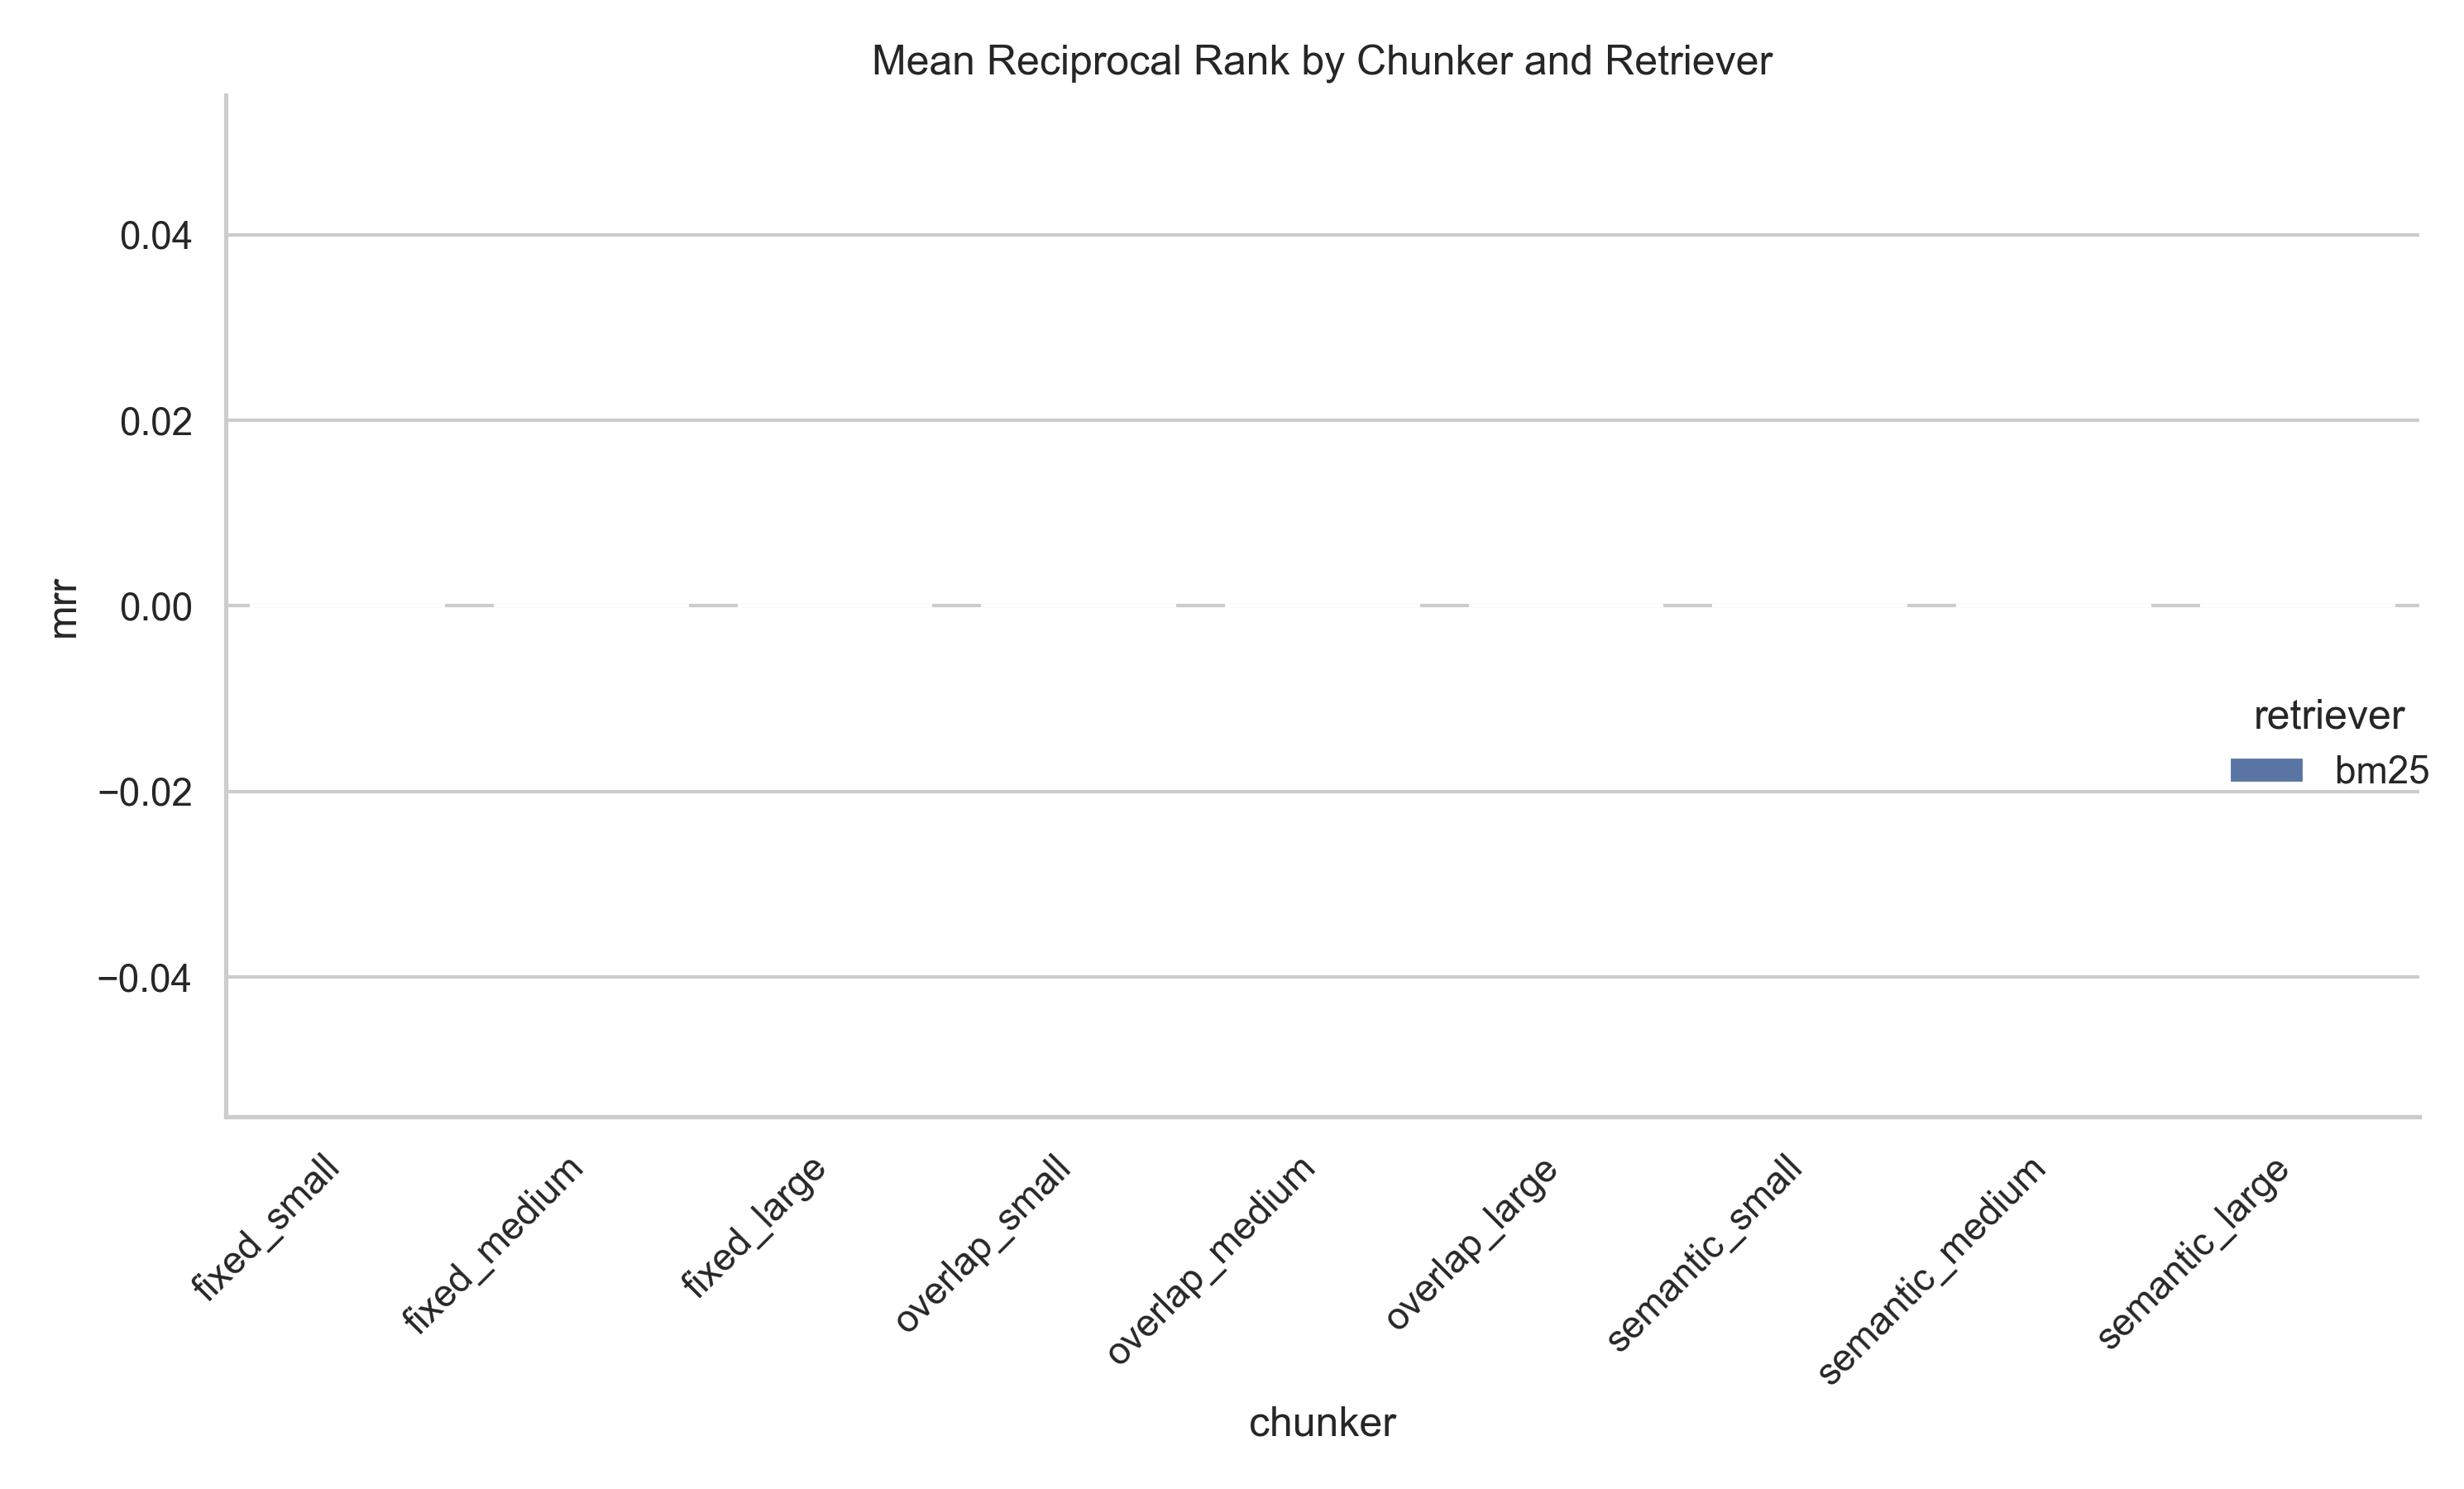 Mean Reciprocal Rank by Chunker and Retriever
0.04
0.02
0.00
−0.02
−0.04
mrr
retriever
bm25
fixed_small
fixed_medium
fixed_large
overlap_small
overlap_medium
overlap_large
semantic_small
semantic_medium
semantic_large
chunker